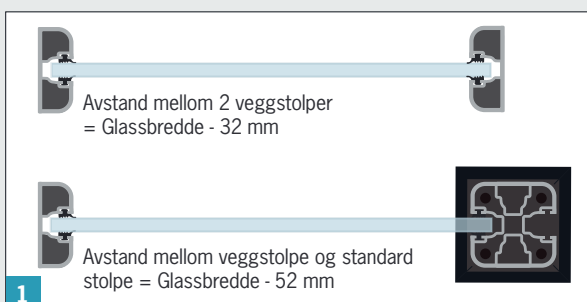 Avstand mellom 2 veggstolper
= Glassbredde - 32 mm
Avstand mellom veggstolpe og standard
stolpe = Glassbredde - 52 mm
1